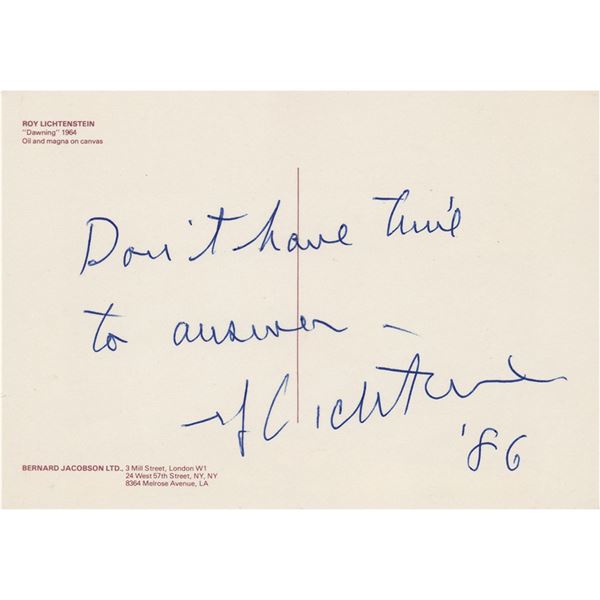 ROY LICHTENSTEIN
"Dawning" 1964
Oil and magna on canvas
Don't have time
to answer –
rf Lichtenstein
'86
BERNARD JACOBSON LTD., 3 Mill Street, London W1
24 West 57th Street, NY, NY
8364 Melrose Avenue, LA